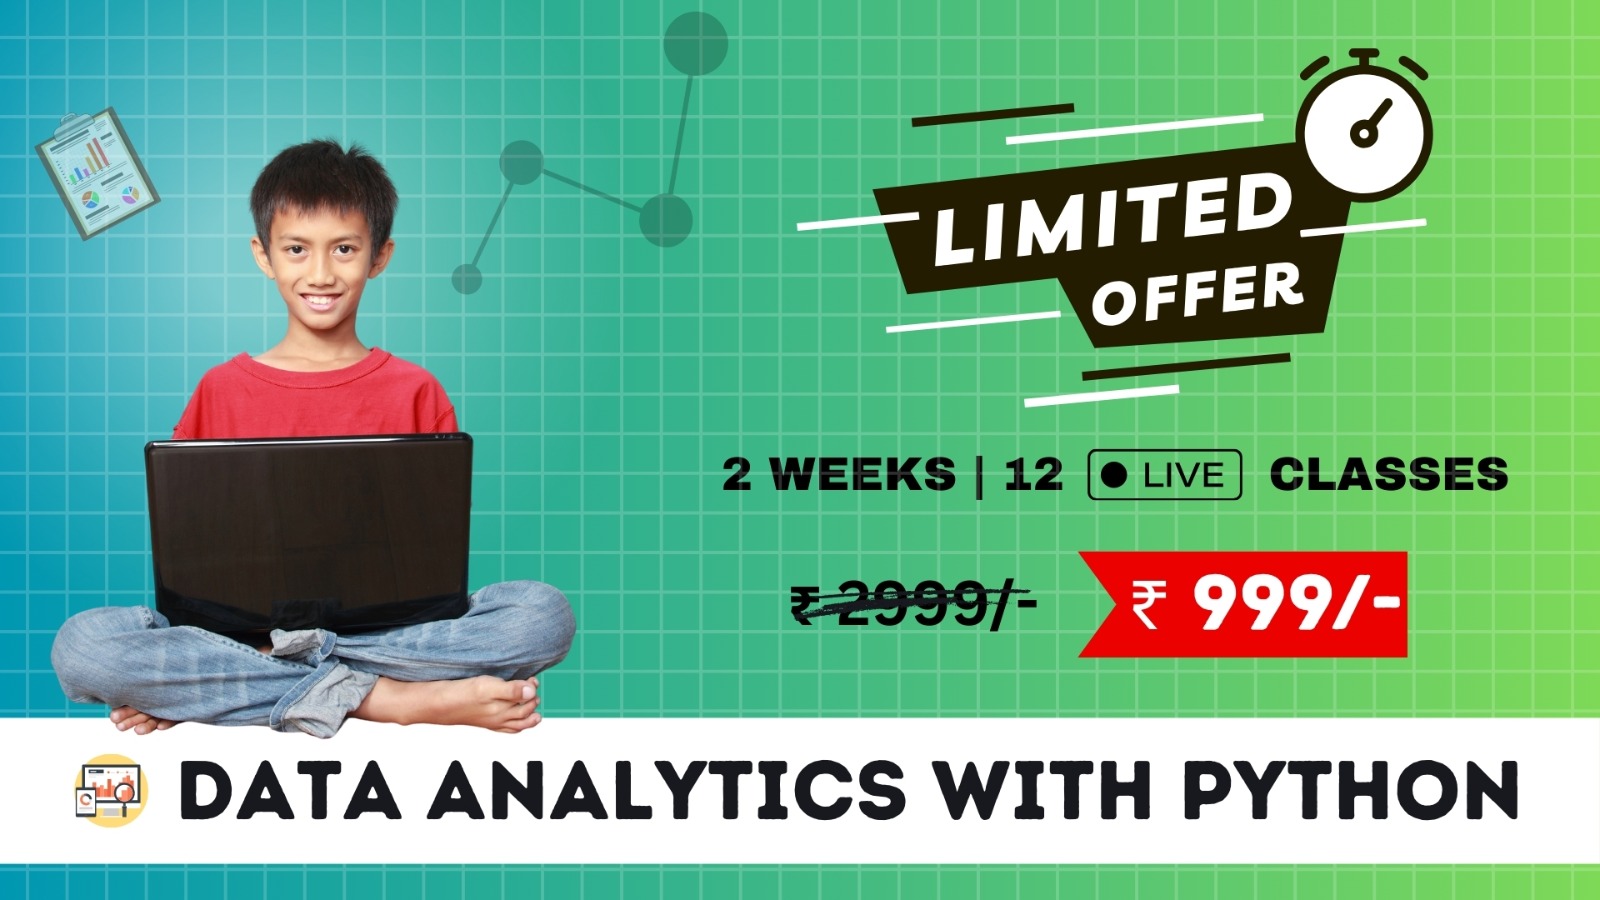 LIMITED
OFFER
2 WEEKS | 12 LIVE CLASSES
₹ 2999/- ₹ 999/-
DATA ANALYTICS WITH PYTHON